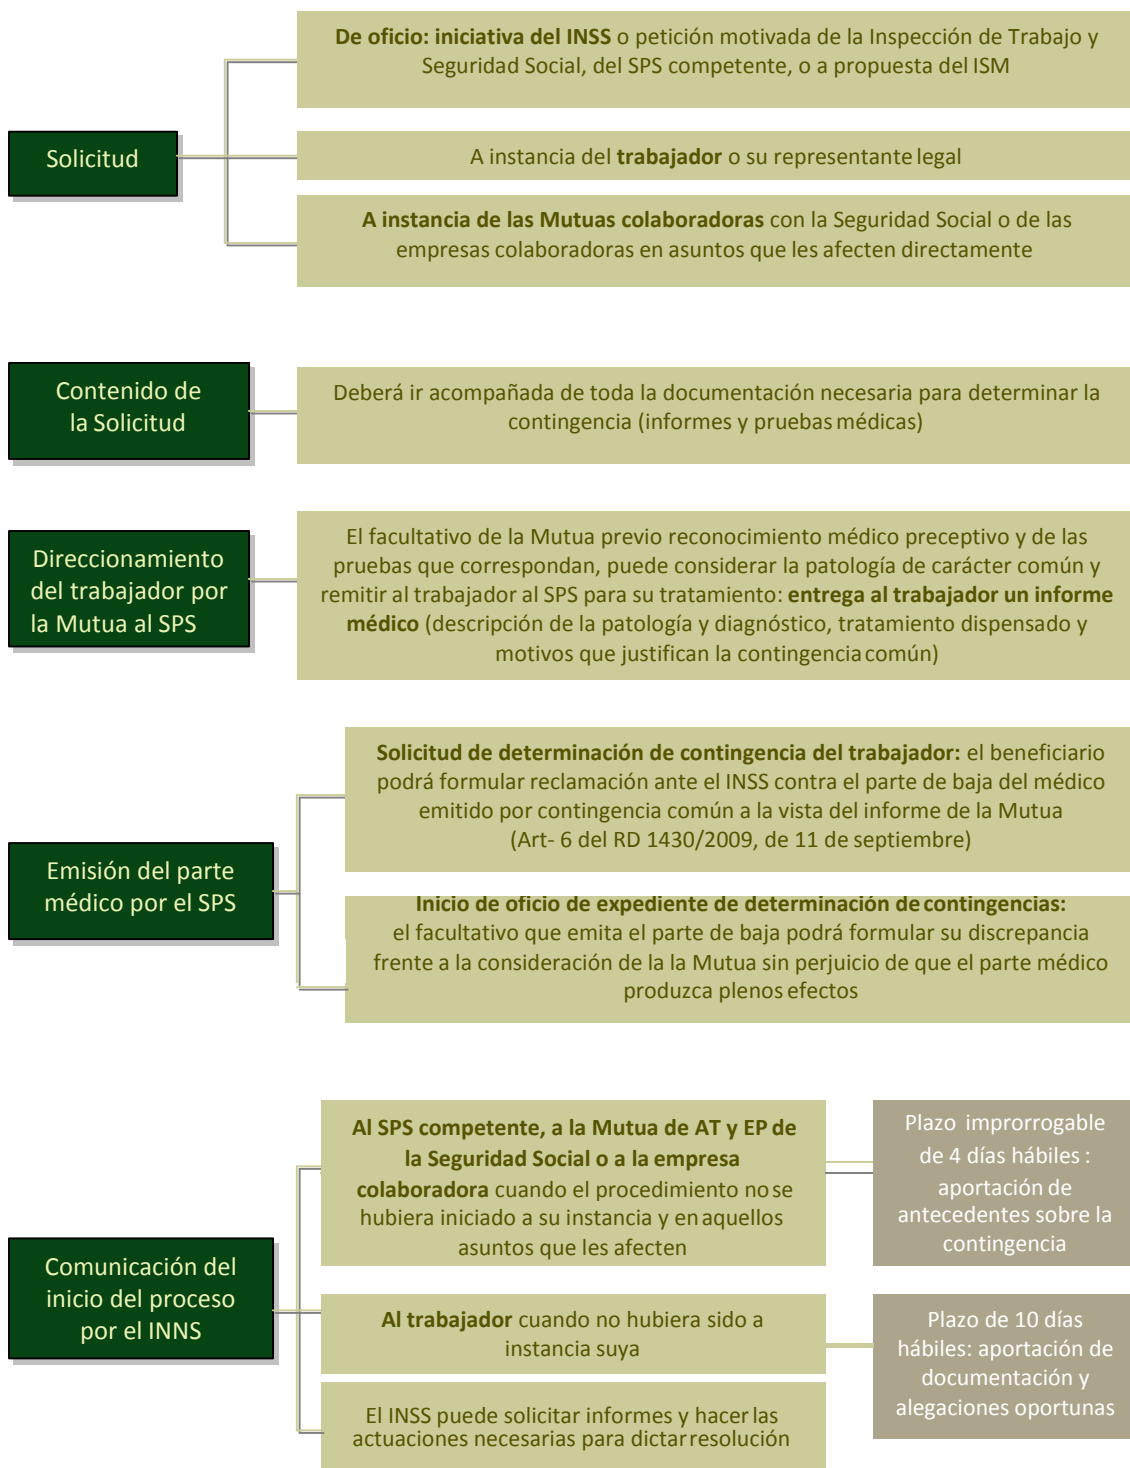 De oficio: iniciativa del INSS o petición motivada de la Inspección de Trabajo y
Seguridad Social, del SPS competente, o a propuesta del ISM
Solicitud
A instancia del trabajador o su representante legal
A instancia de las Mutuas colaboradoras con la Seguridad Social o de las
empresas colaboradoras en asuntos que les afecten directamente
Contenido de
la Solicitud
Deberá ir acompañada de toda la documentación necesaria para determinar la
contingencia (informes y pruebas médicas)
Direccionamiento
del trabajador por
la Mutua al SPS
El facultativo de la Mutua previo reconocimiento médico preceptivo y de las
pruebas que correspondan, puede considerar la patología de carácter común y
remitir al trabajador al SPS para su tratamiento: entrega al trabajador un informe
médico (descripción de la patología y diagnóstico, tratamiento dispensado y
motivos que justifican la contingencia común)
Emisión del parte
médico por el SPS
Solicitud de determinación de contingencia del trabajador: el beneficiario
podrá formular reclamación ante el INSS contra el parte de baja del médico
emitido por contingencia común a la vista del informe de la Mutua
(Art- 6 del RD 1430/2009, de 11 de septiembre)
Inicio de oficio de expediente de determinación de contingencias:
el facultativo que emita el parte de baja podrá formular su discrepancia
frente a la consideración de la la Mutua sin perjuicio de que el parte médico
produzca plenos efectos
Comunicación del
inicio del proceso
por el INNS
Al SPS competente, a la Mutua de AT y EP de
la Seguridad Social o a la empresa
colaboradora cuando el procedimiento no se
hubiera iniciado a su instancia y en aquellos
asuntos que les afecten
Plazo improrrogable
de 4 días hábiles :
aportación de
antecedentes sobre la
contingencia
Al trabajador cuando no hubiera sido a
instancia suya
Plazo de 10 días
hábiles: aportación de
documentación y
alegaciones oportunas
El INSS puede solicitar informes y hacer las
actuaciones necesarias para dictar resolución